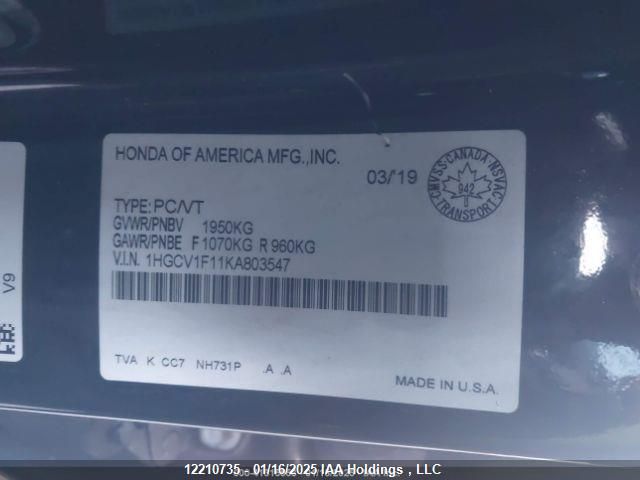 HONDA OF AMERICA MFG.,INC.
03/'19
CMVSS·CANADA·NSVAC
942
·TRANSPORT·
TYPE: PC/VT
GVWR/PNBV 1950KG
GAWR/PNBE F 1070KG R 960KG
V.I.N. 1HGCV1F11KA803547
TVA K CC7 NH731P .A .A
MADE IN U.S.A.
V9
12210735 - 01/16/2025 IAA Holdings , LLC